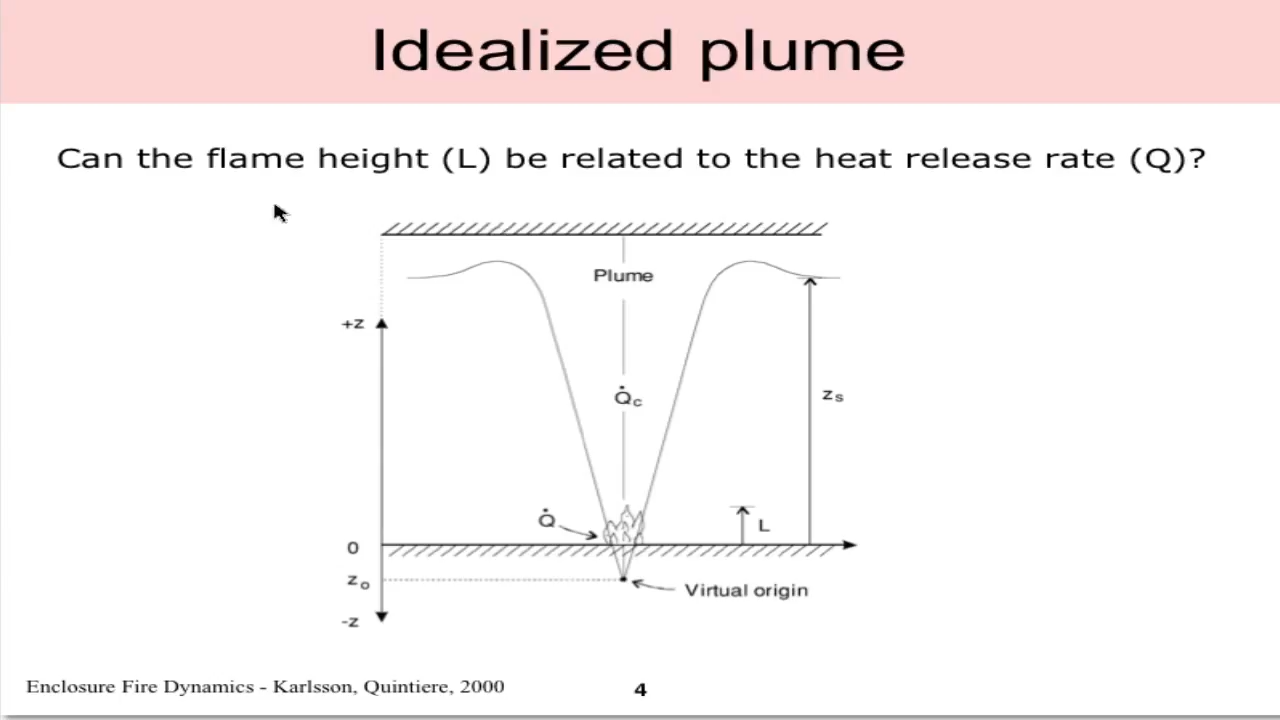 Idealized plume
Can the flame height (L) be related to the heat release rate (Q)?
Plume
+z
Q̇c
zs
Q̇
L
0
zo
Virtual origin
-z
Enclosure Fire Dynamics - Karlsson, Quintiere, 2000
4